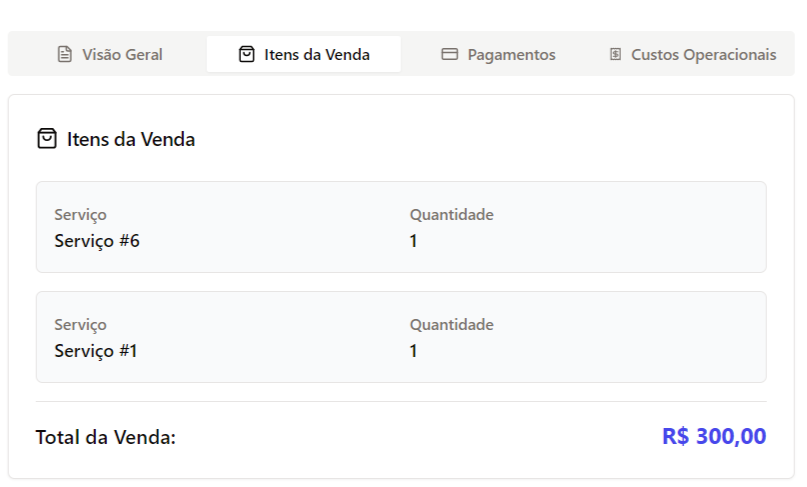 Visão Geral Itens da Venda Pagamentos Custos Operacionais
Itens da Venda
Serviço Quantidade
Serviço #6 1
Serviço Quantidade
Serviço #1 1
Total da Venda: R$ 300,00